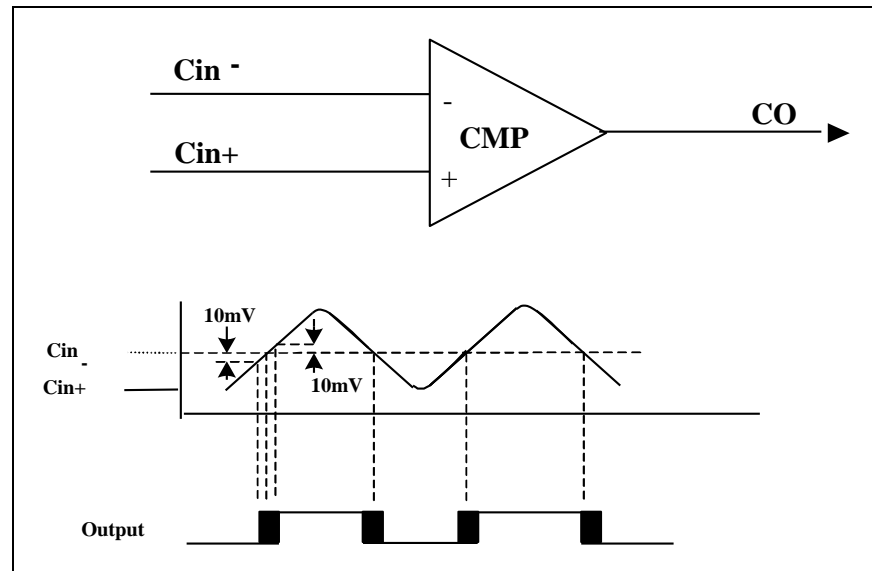 Cin -
-
CMP
CO
Cin+
+
10mV
Cin
-
Cin+
10mV
Output